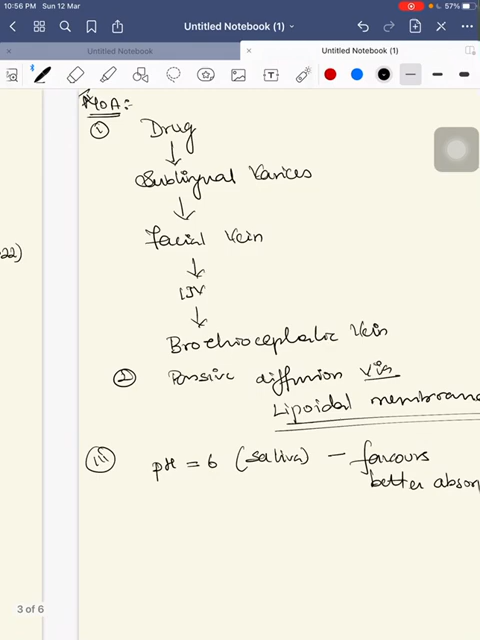 10:56 PM Sun 12 Mar
57%
Untitled Notebook (1)
Untitled Notebook
Untitled Notebook (1)
MOA:-
① Drug
Sublingual Varices
Facial Vein
IJV
Brochiocephalic Vein
-22)
② Passive diffusion via
Lipoidal membrane
iii pH = 6 (saliva) - favours
better absor
3 of 6